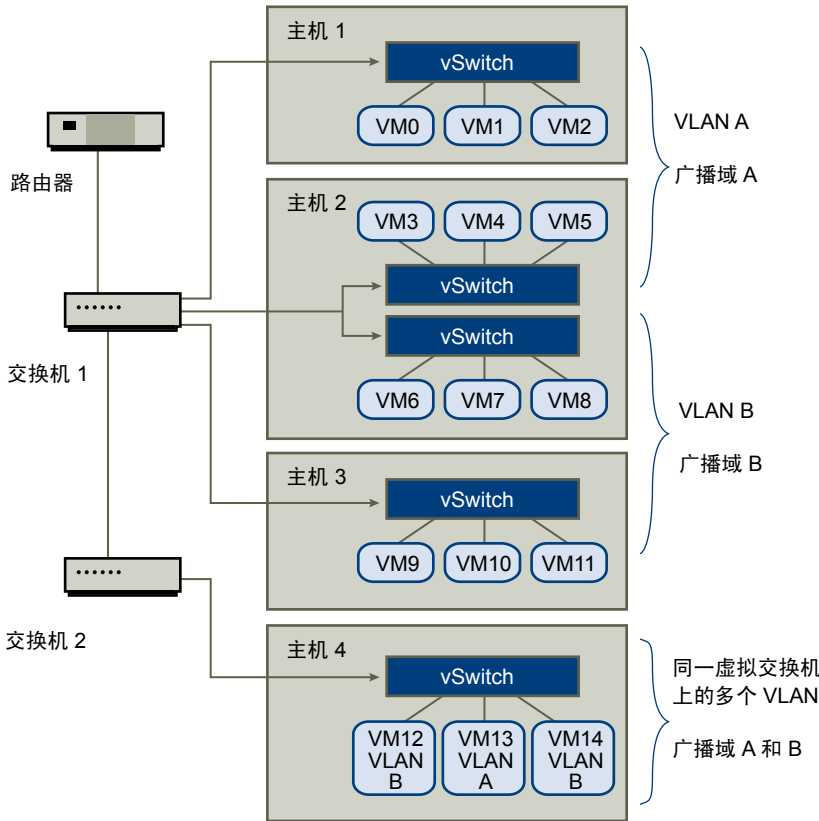 主机 1
vSwitch
VM0
VM1
VM2
VLAN A
广播域 A
路由器
主机 2
VM3
VM4
VM5
vSwitch
vSwitch
VM6
VM7
VM8
交换机 1
VLAN B
广播域 B
主机 3
vSwitch
VM9
VM10
VM11
交换机 2
主机 4
vSwitch
VM12
VLAN
B
VM13
VLAN
A
VM14
VLAN
B
同一虚拟交换机
上的多个 VLAN
广播域 A 和 B